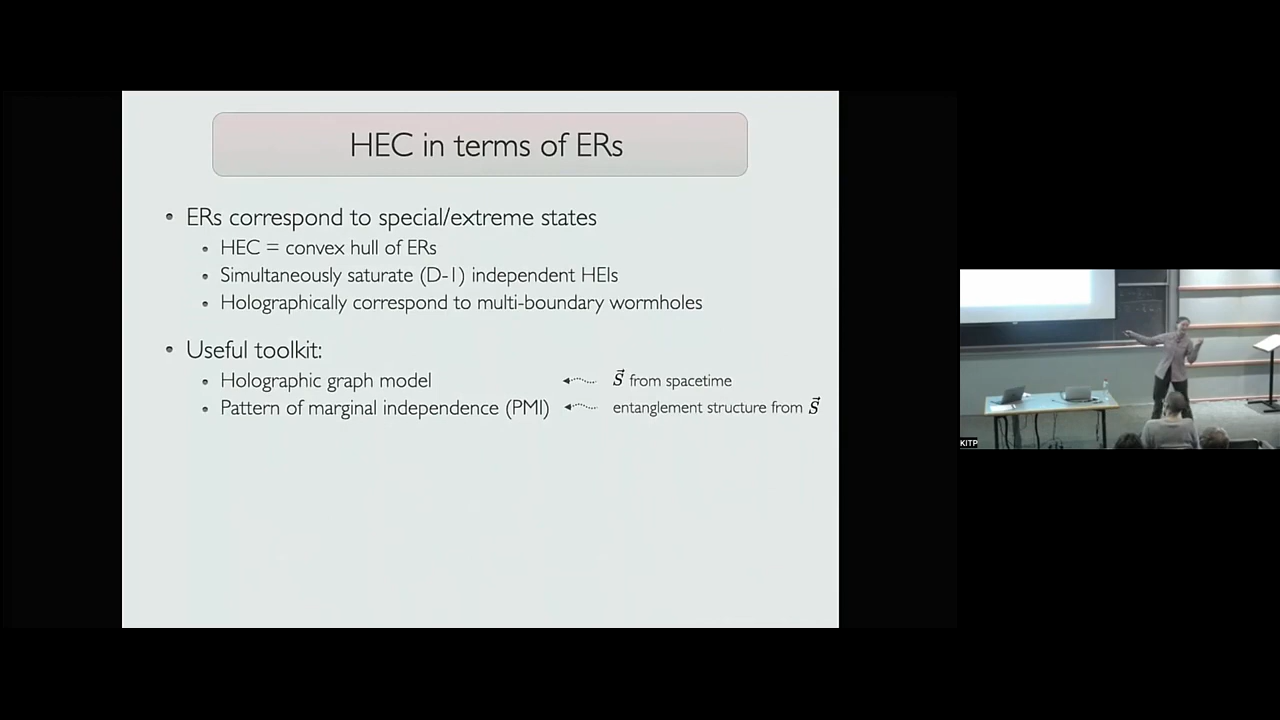 HEC in terms of ERs
• ERs correspond to special/extreme states
• HEC = convex hull of ERs
• Simultaneously saturate (D-1) independent HEIs
• Holographically correspond to multi-boundary wormholes
• Useful toolkit:
• Holographic graph model
$\vec{S}$ from spacetime
• Pattern of marginal independence (PMI)
entanglement structure from $\vec{S}$
KITP